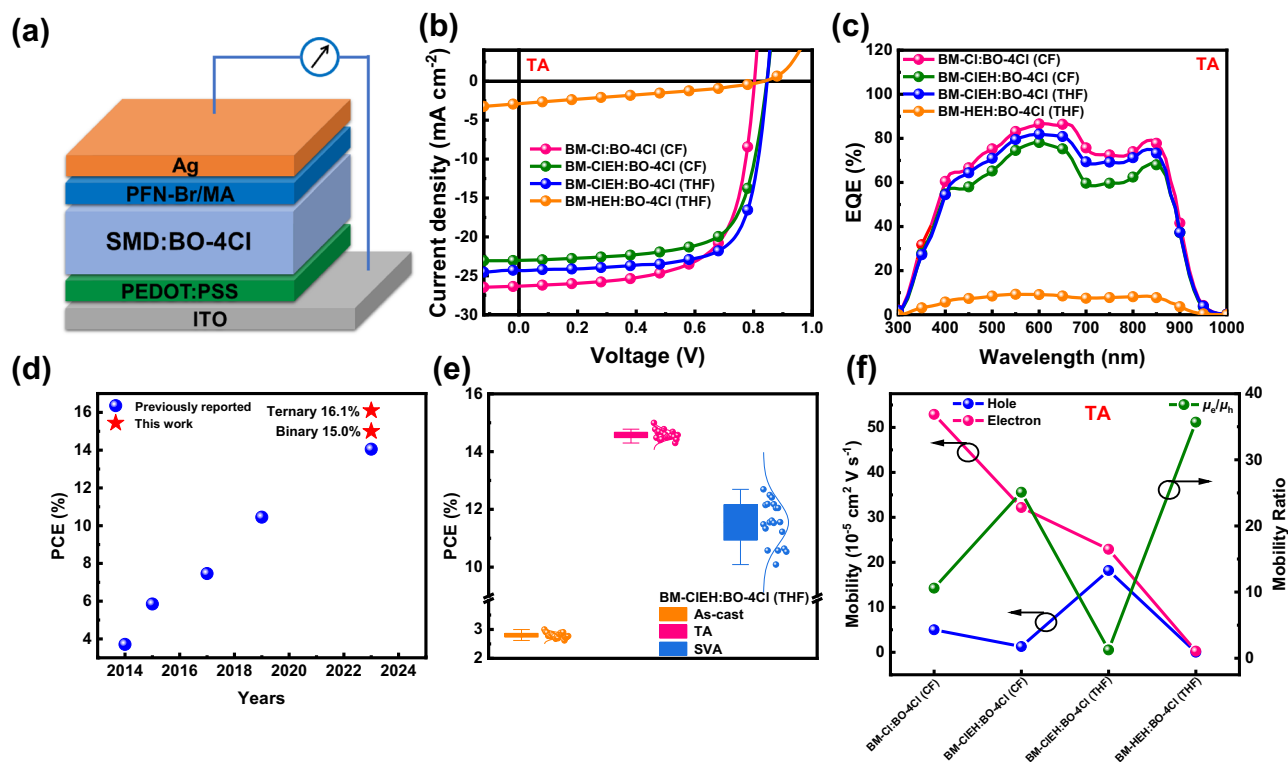 (a)
Ag
PFN-Br/MA
SMD:BO-4Cl
PEDOT:PSS
ITO
(b)
TA
0
-5
-10
-15
-20
-25
-30
Current density (mA cm-2)
BM-Cl:BO-4Cl (CF)
BM-ClEH:BO-4Cl (CF)
BM-ClEH:BO-4Cl (THF)
BM-HEH:BO-4Cl (THF)
0.0 0.2 0.4 0.6 0.8 1.0
Voltage (V)
(c)
TA
120
100
80
60
40
20
0
EQE (%)
BM-Cl:BO-4Cl (CF)
BM-ClEH:BO-4Cl (CF)
BM-ClEH:BO-4Cl (THF)
BM-HEH:BO-4Cl (THF)
300 400 500 600 700 800 900 1000
Wavelength (nm)
(d)
16
14
12
10
8
6
4
PCE (%)
Previously reported
This work
Ternary 16.1%
Binary 15.0%
2014 2016 2018 2020 2022 2024
Years
(e)
16
14
12
10
3
2
PCE (%)
BM-ClEH:BO-4Cl (THF)
As-cast
TA
SVA
(f)
TA
Hole
Electron
μe/μh
50
40
30
20
10
0
Mobility (10-5 cm2 V s-1)
40
30
20
10
0
Mobility Ratio
BM-Cl:BO-4Cl (CF)
BM-ClEH:BO-4Cl (CF)
BM-ClEH:BO-4Cl (THF)
BM-HEH:BO-4Cl (THF)